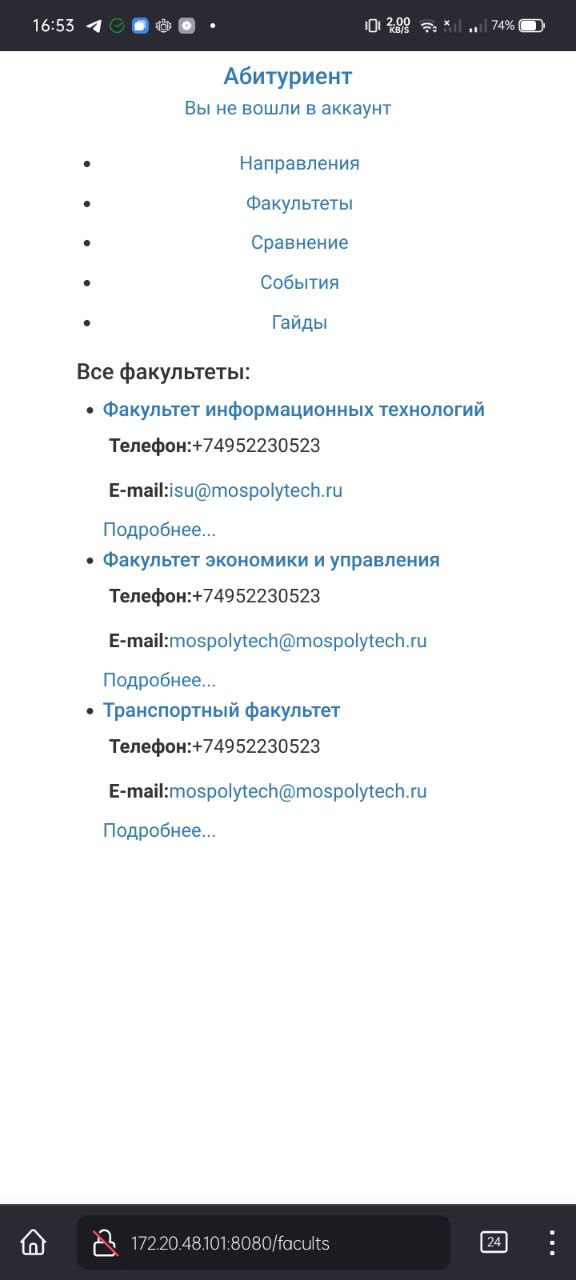 16:53
2.00
KB/S
74%
Абитуриент
Вы не вошли в аккаунт
Направления
Факультеты
Сравнение
События
Гайды
Все факультеты:
Факультет информационных технологий
Телефон:+74952230523
E-mail:isu@mospolytech.ru
Подробнее...
Факультет экономики и управления
Телефон:+74952230523
E-mail:mospolytech@mospolytech.ru
Подробнее...
Транспортный факультет
Телефон:+74952230523
E-mail:mospolytech@mospolytech.ru
Подробнее...
172.20.48.101:8080/facults
24